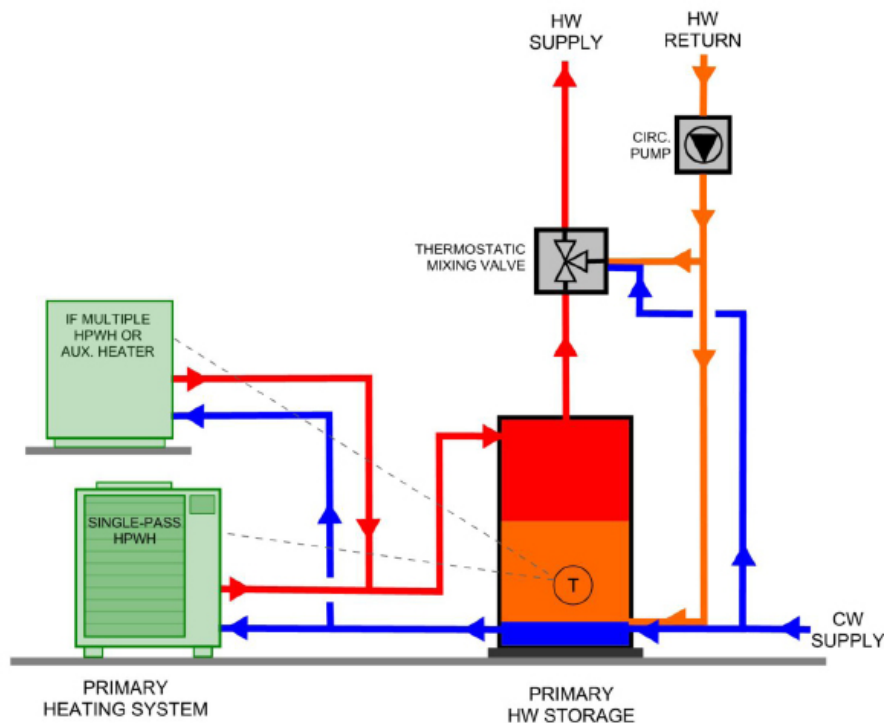 HW
SUPPLY
HW
RETURN
CIRC.
PUMP
THERMOSTATIC
MIXING VALVE
IF MULTIPLE
HPWH OR
AUX. HEATER
SINGLE-PASS
HPWH
T
CW
SUPPLY
PRIMARY
HEATING SYSTEM
PRIMARY
HW STORAGE